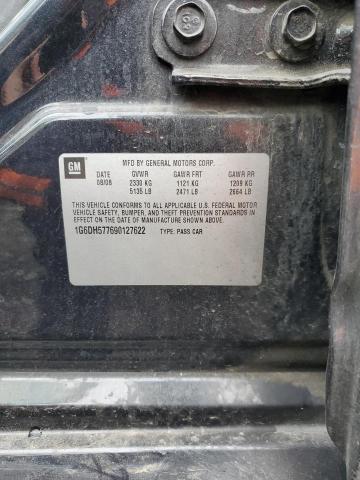 GM
MFD BY GENERAL MOTORS CORP.
DATE GVWR GAWR FRT GAWR RR
08/08 2330 KG 1121 KG 1209 KG
5135 LB 2471 LB 2664 LB
THIS VEHICLE CONFORMS TO ALL APPLICABLE U.S. FEDERAL MOTOR
VEHICLE SAFETY, BUMPER, AND THEFT PREVENTION STANDARDS IN
EFFECT ON THE DATE OF MANUFACTURE SHOWN ABOVE.
1G6DH577690127622 TYPE: PASS CAR